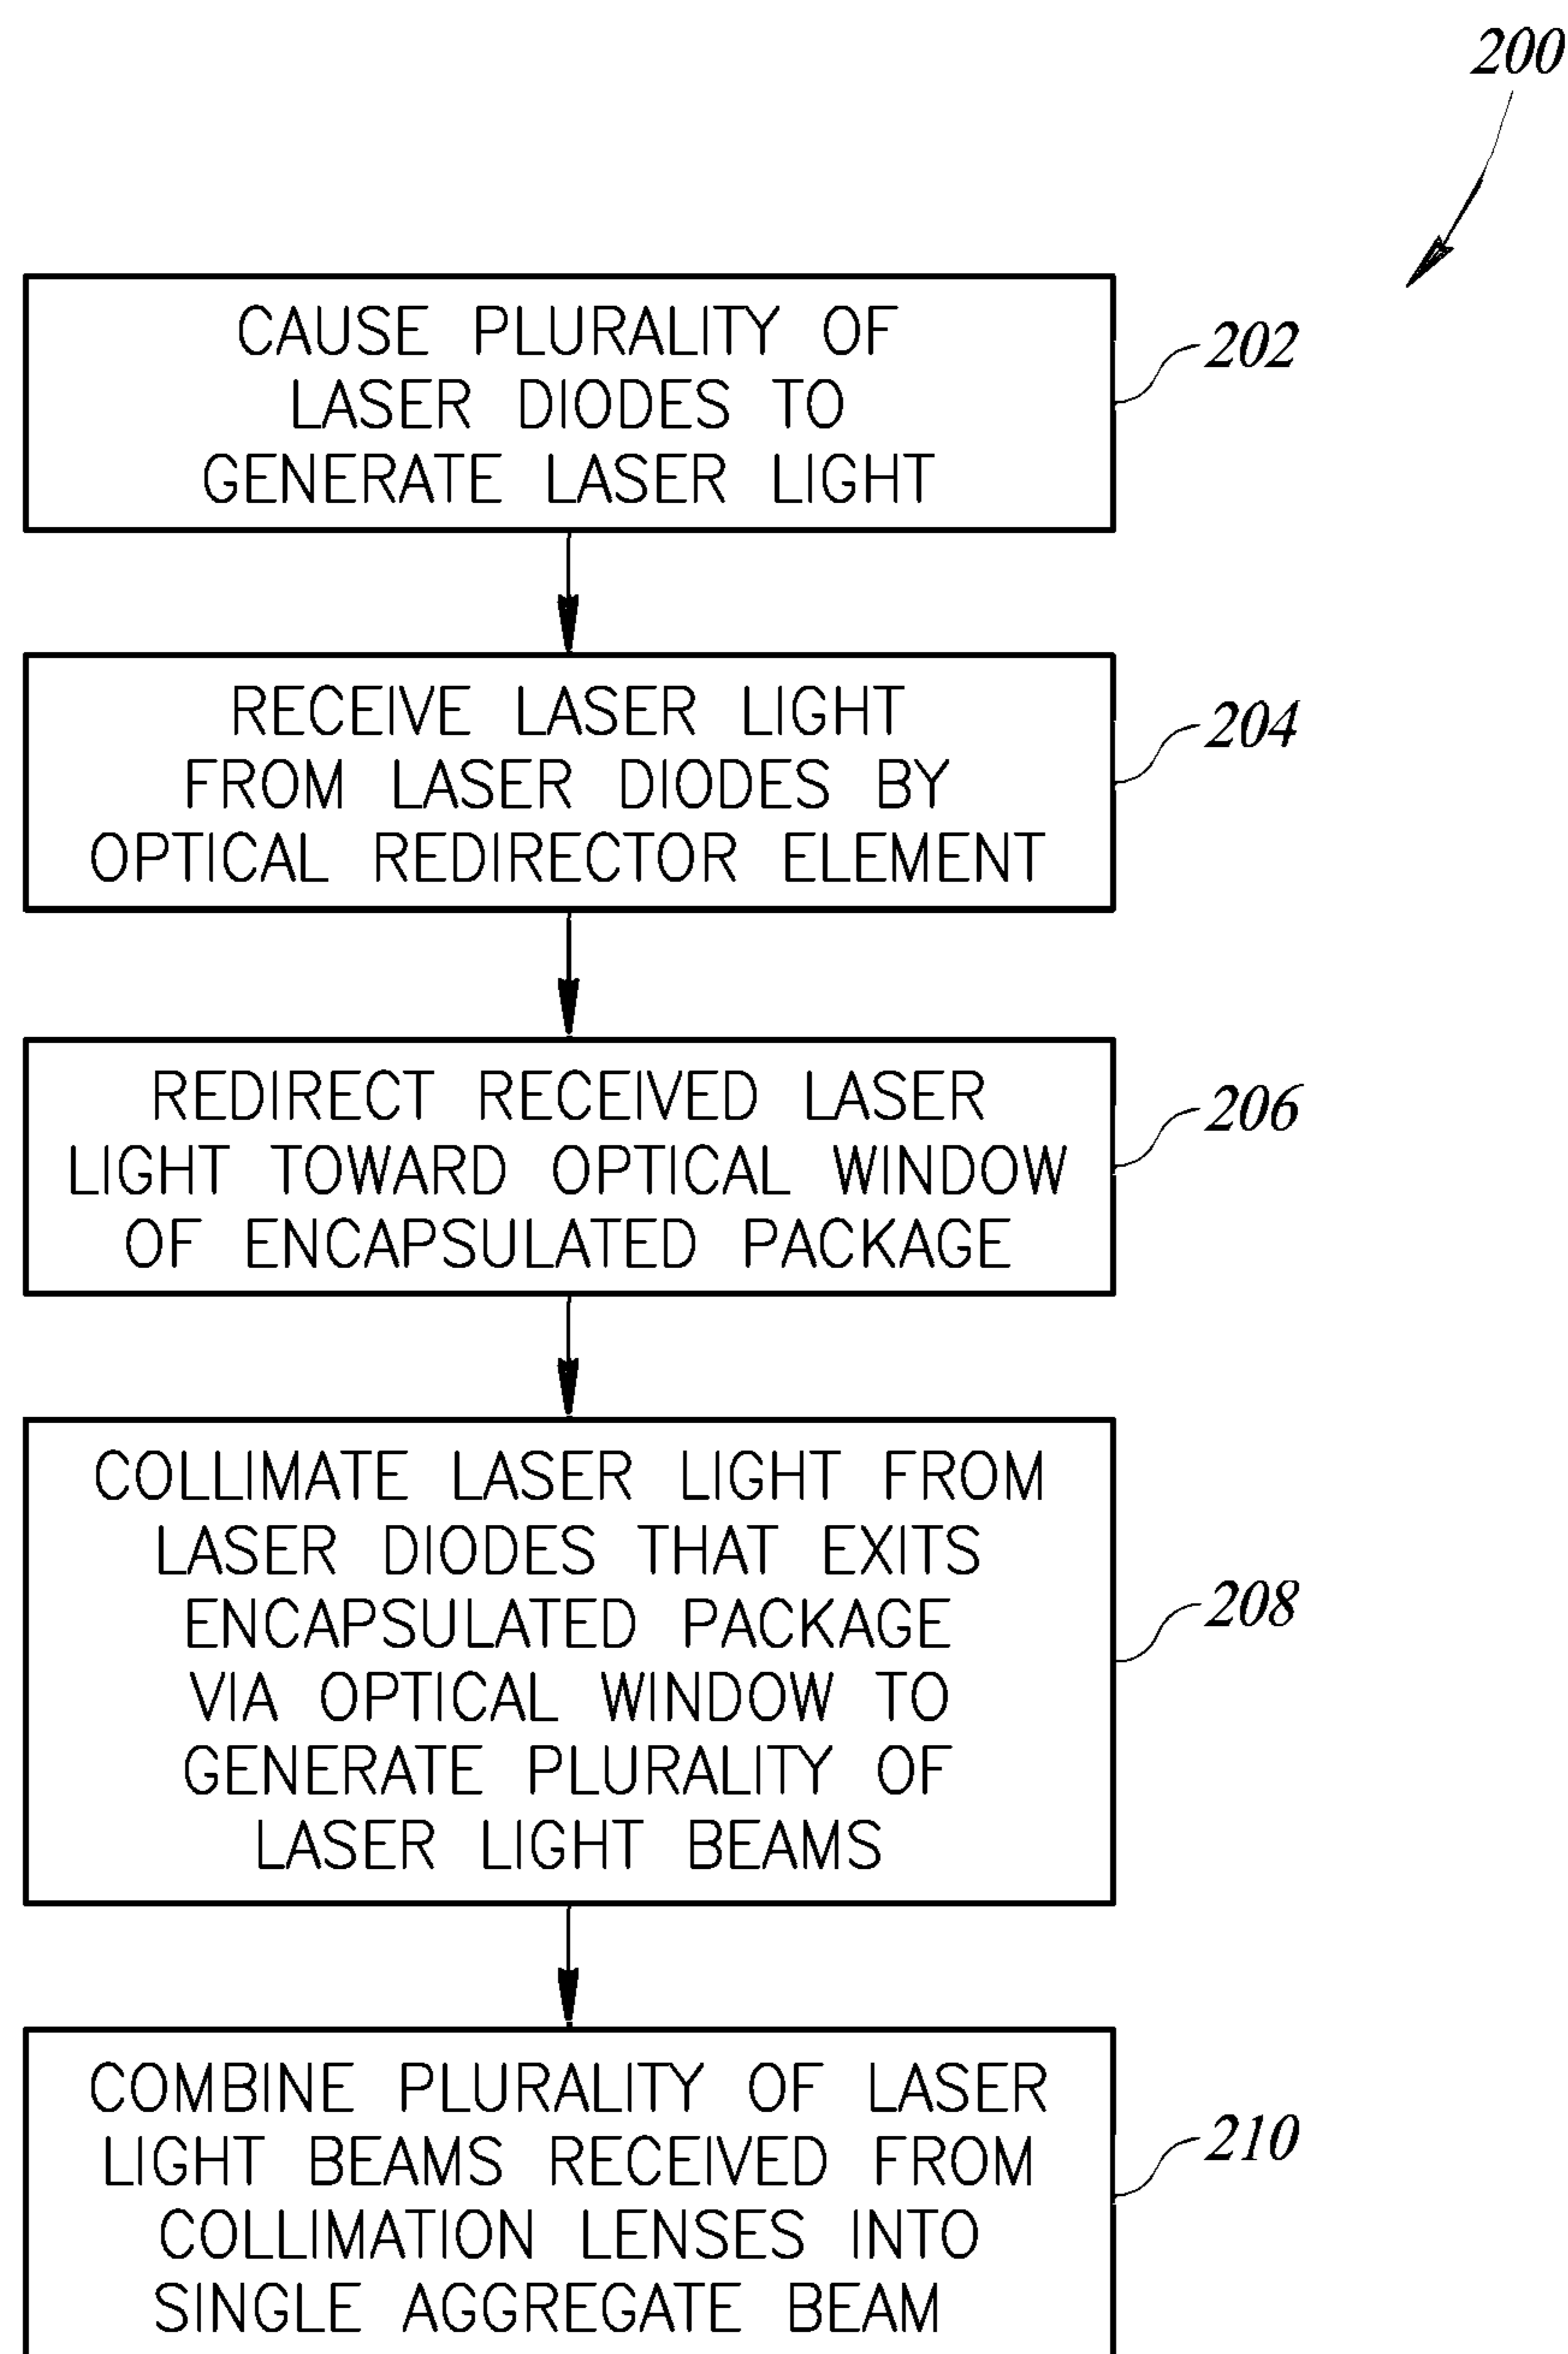 200
CAUSE PLURALITY OF
LASER DIODES TO
GENERATE LASER LIGHT
202
RECEIVE LASER LIGHT
FROM LASER DIODES BY
OPTICAL REDIRECTOR ELEMENT
204
REDIRECT RECEIVED LASER
LIGHT TOWARD OPTICAL WINDOW
OF ENCAPSULATED PACKAGE
206
COLLIMATE LASER LIGHT FROM
LASER DIODES THAT EXITS
ENCAPSULATED PACKAGE
VIA OPTICAL WINDOW TO
GENERATE PLURALITY OF
LASER LIGHT BEAMS
208
COMBINE PLURALITY OF LASER
LIGHT BEAMS RECEIVED FROM
COLLIMATION LENSES INTO
SINGLE AGGREGATE BEAM
210